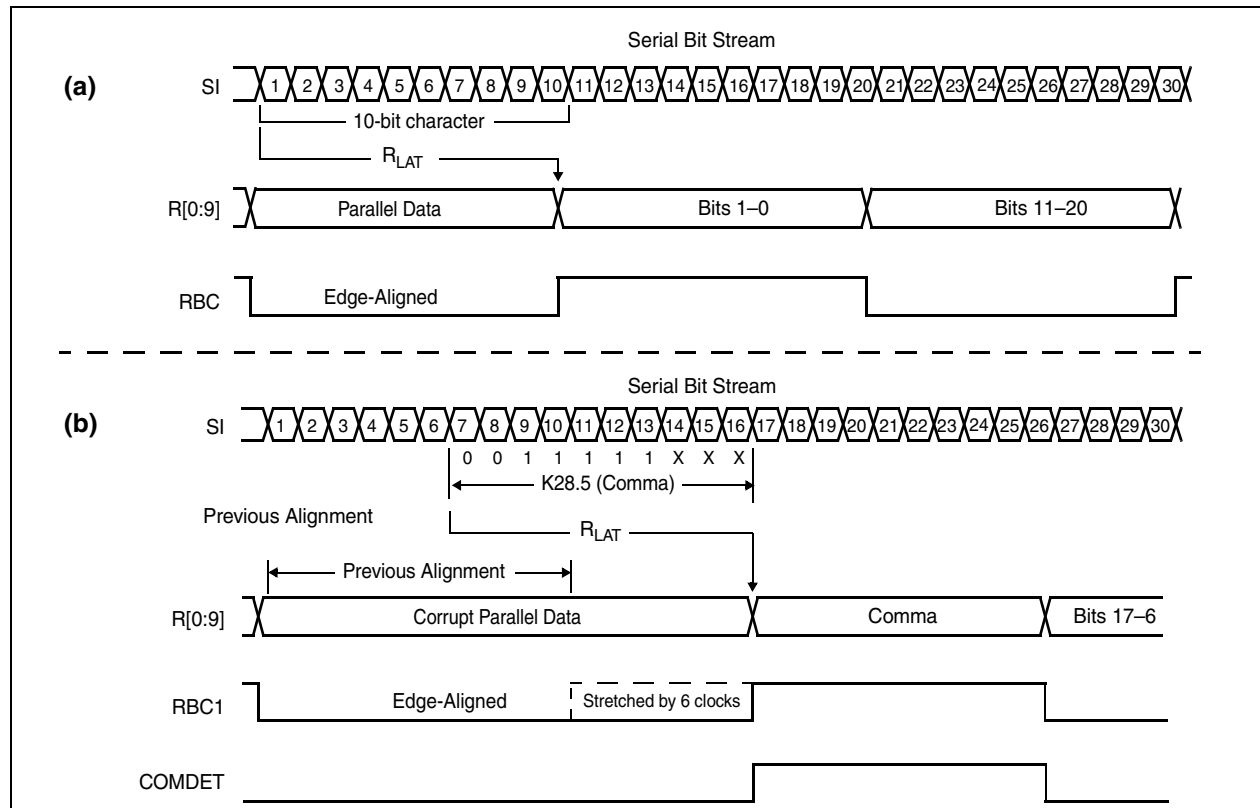 Serial Bit Stream
(a)
SI
1 2 3 4 5 6 7 8 9 10 11 12 13 14 15 16 17 18 19 20 21 22 23 24 25 26 27 28 29 30
10-bit character
RLAT
R[0:9]
Parallel Data
Bits 1–0
Bits 11–20
RBC
Edge-Aligned
Serial Bit Stream
(b)
SI
1 2 3 4 5 6 7 8 9 10 11 12 13 14 15 16 17 18 19 20 21 22 23 24 25 26 27 28 29 30
0 0 1 1 1 1 1 X X X
K28.5 (Comma)
Previous Alignment
RLAT
Previous Alignment
R[0:9]
Corrupt Parallel Data
Comma
Bits 17–6
RBC1
Edge-Aligned
Stretched by 6 clocks
COMDET